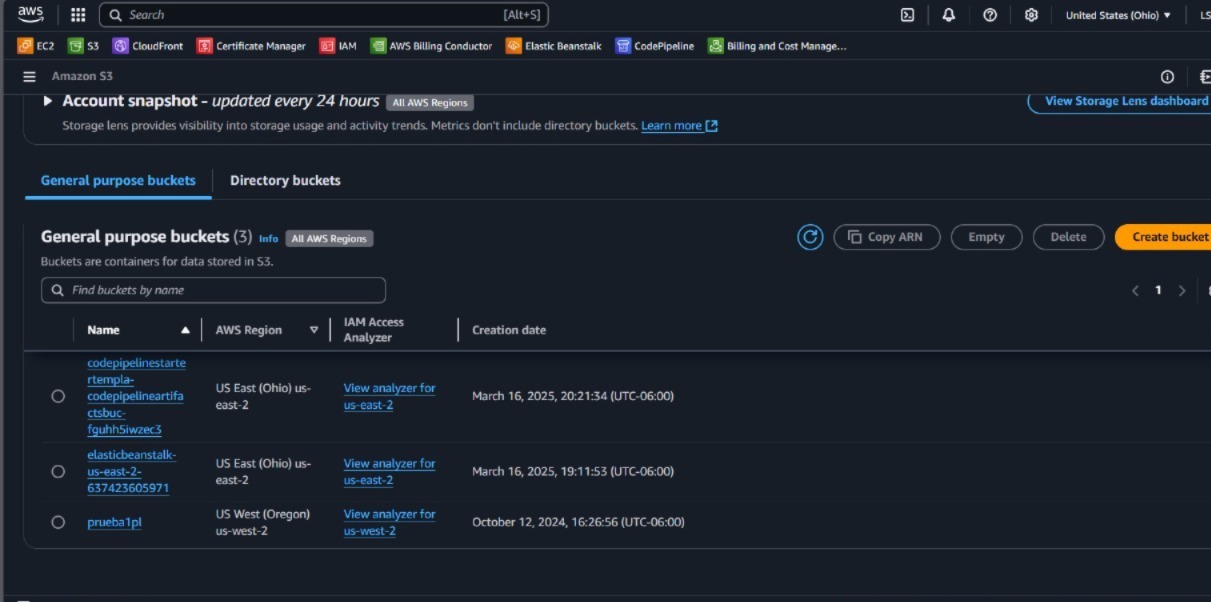 aws
Search [Alt+S]
United States (Ohio)
EC2 S3 CloudFront Certificate Manager IAM AWS Billing Conductor Elastic Beanstalk CodePipeline Billing and Cost Manage...
Amazon S3
Account snapshot - updated every 24 hours All AWS Regions
View Storage Lens dashboard
Storage lens provides visibility into storage usage and activity trends. Metrics don't include directory buckets. Learn more
General purpose buckets Directory buckets
General purpose buckets (3) Info All AWS Regions
Copy ARN Empty Delete Create bucket
Buckets are containers for data stored in S3.
Find buckets by name
1
Name AWS Region IAM Access
Analyzer
Creation date
codepipelinestarte
rtempla-
codepipelineartifa
ctsbuc-
fguhh5iwzec3
US East (Ohio) us-
east-2
View analyzer for
us-east-2
March 16, 2025, 20:21:34 (UTC-06:00)
elasticbeanstalk-
us-east-2-
637423605971
US East (Ohio) us-
east-2
View analyzer for
us-east-2
March 16, 2025, 19:11:53 (UTC-06:00)
prueba1pl
US West (Oregon)
us-west-2
View analyzer for
us-west-2
October 12, 2024, 16:26:56 (UTC-06:00)